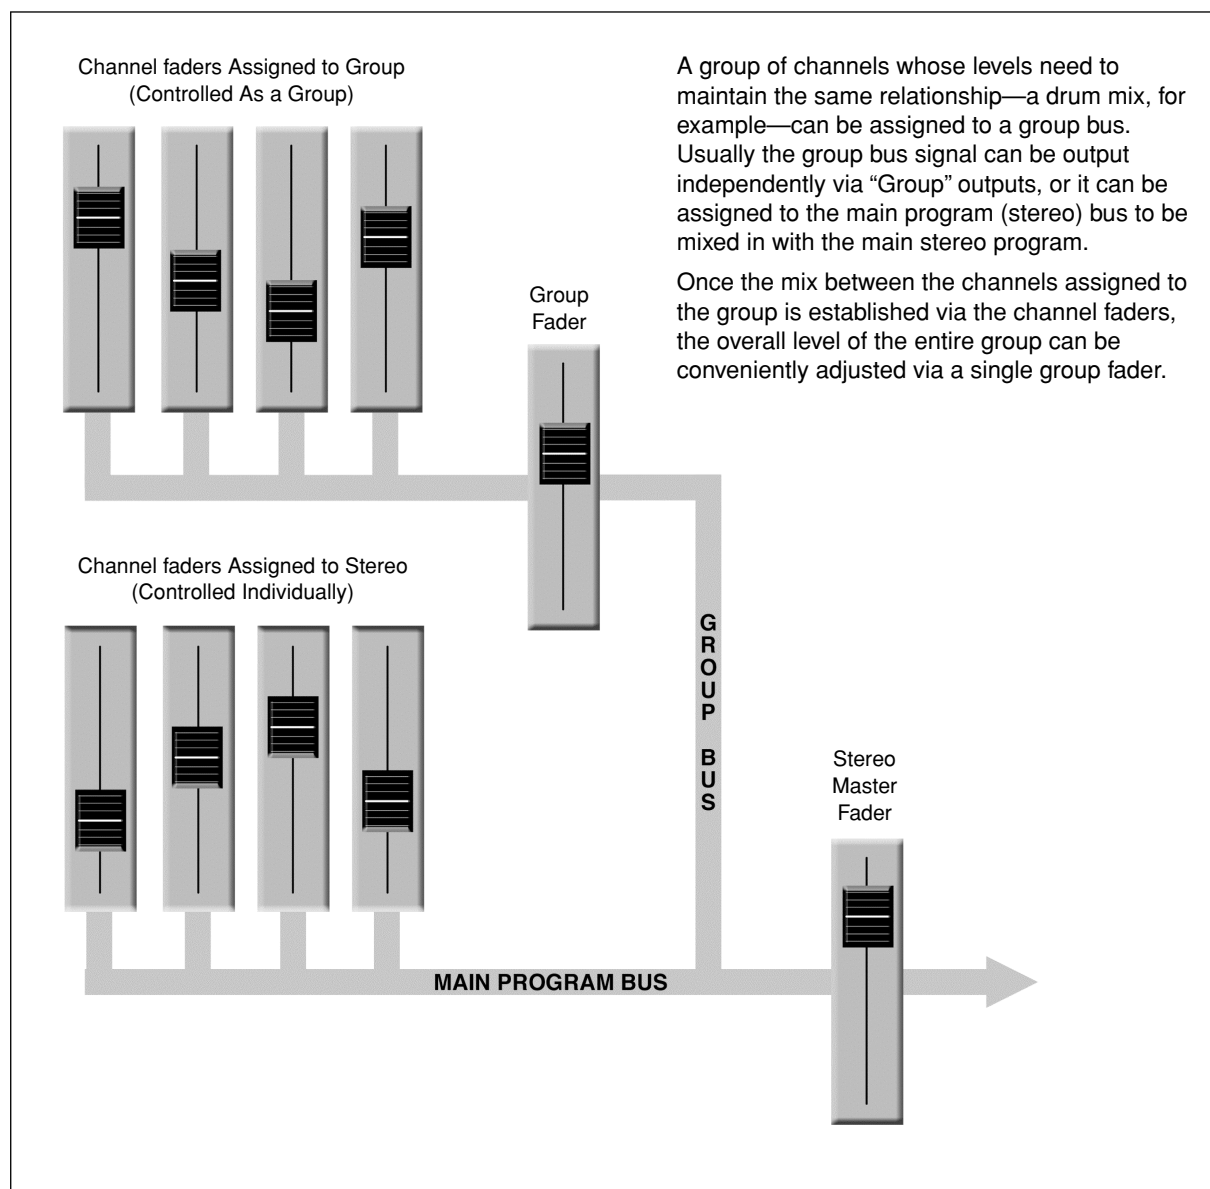 Channel faders Assigned to Group
(Controlled As a Group)
A group of channels whose levels need to
maintain the same relationship—a drum mix, for
example—can be assigned to a group bus.
Usually the group bus signal can be output
independently via “Group” outputs, or it can be
assigned to the main program (stereo) bus to be
mixed in with the main stereo program.
Once the mix between the channels assigned to
the group is established via the channel faders,
the overall level of the entire group can be
conveniently adjusted via a single group fader.
Group
Fader
Channel faders Assigned to Stereo
(Controlled Individually)
GROUP BUS
Stereo
Master
Fader
MAIN PROGRAM BUS